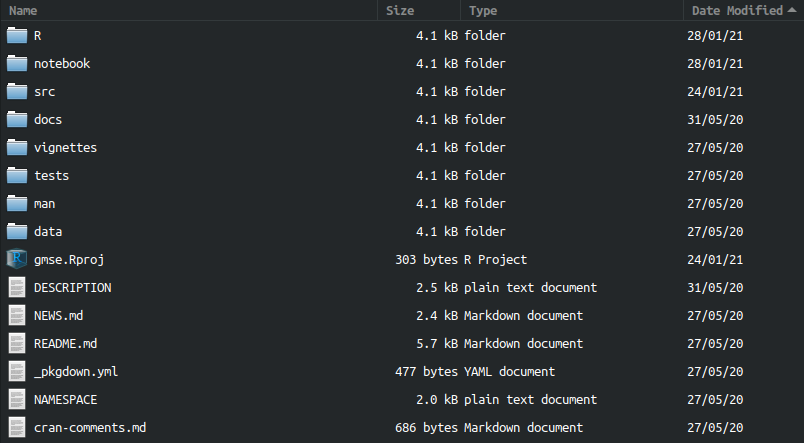 Name Size Type Date Modified
R 4.1 kB folder 28/01/21
notebook 4.1 kB folder 28/01/21
src 4.1 kB folder 24/01/21
docs 4.1 kB folder 31/05/20
vignettes 4.1 kB folder 27/05/20
tests 4.1 kB folder 27/05/20
man 4.1 kB folder 27/05/20
data 4.1 kB folder 27/05/20
gmse.Rproj 303 bytes R Project 24/01/21
DESCRIPTION 2.5 kB plain text document 31/05/20
NEWS.md 2.4 kB Markdown document 27/05/20
README.md 5.7 kB Markdown document 27/05/20
_pkgdown.yml 477 bytes YAML document 27/05/20
NAMESPACE 2.0 kB plain text document 27/05/20
cran-comments.md 686 bytes Markdown document 27/05/20